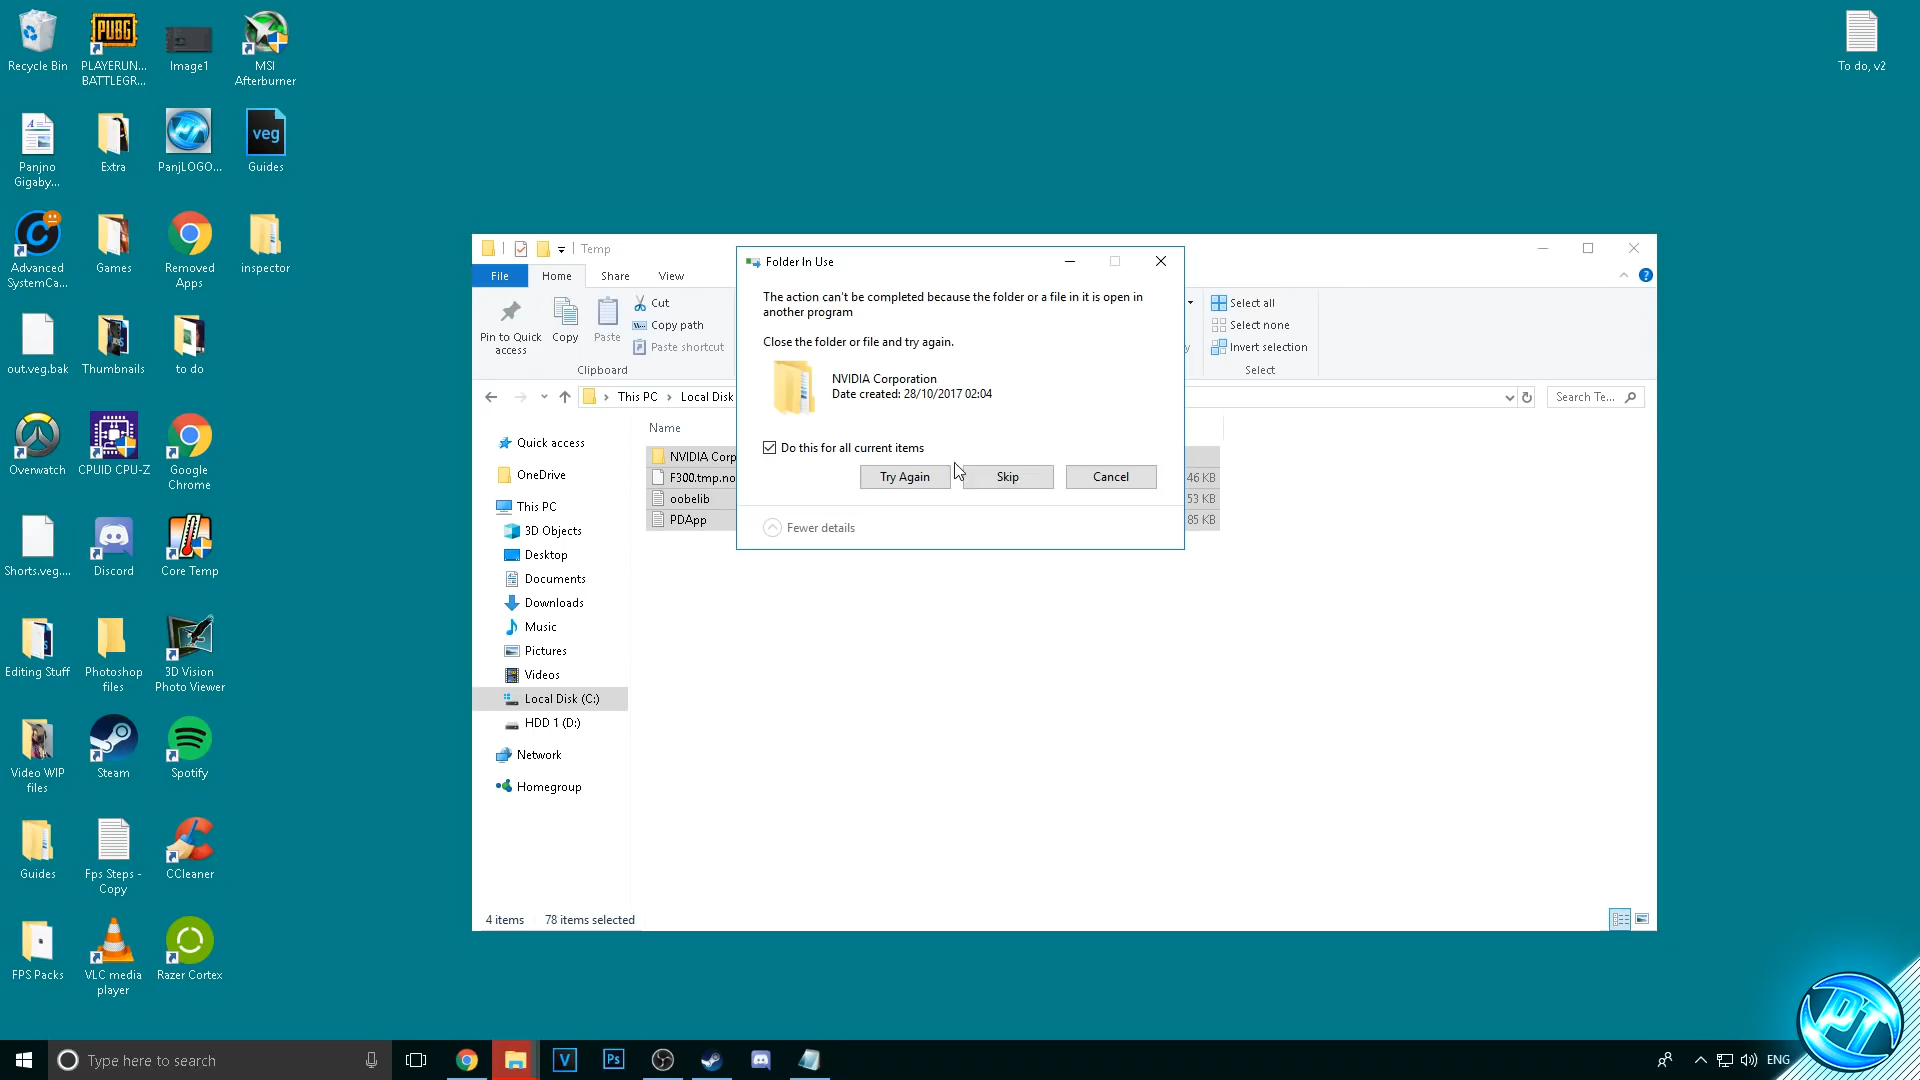 Recycle Bin
PLAYERUN...
BATTLEGR...
Image1
MSI
Afterburner
To do, v2
Panjno
Gigaby...
Extra
PanjLOGO...
veg
Guides
Advanced
SystemCa...
Games
Removed
Apps
inspector
out.veg.bak
Thumbnails
to do
Overwatch
CPUID CPU-Z
Google
Chrome
Shorts.veg....
Discord
Core Temp
Editing Stuff
Photoshop
files
3D Vision
Photo Viewer
Video WIP
files
Steam
Spotify
Guides
Fps Steps -
Copy
CCleaner
FPS Packs
VLC media
player
Razer Cortex
PUBG
Temp
File
Home
Share
View
Pin to Quick
access
Copy
Paste
Cut
Copy path
Paste shortcut
Clipboard
Select all
Select none
Invert selection
Select
This PC
Local Disk
Search Te...
Quick access
OneDrive
This PC
3D Objects
Desktop
Documents
Downloads
Music
Pictures
Videos
Local Disk (C:)
HDD 1 (D:)
Network
Homegroup
Name
NVIDIA Corp
F300.tmp.no
46 KB
oobelib
53 KB
PDApp
85 KB
4 items
78 items selected
Folder In Use
The action can't be completed because the folder or a file in it is open in
another program
Close the folder or file and try again.
NVIDIA Corporation
Date created: 28/10/2017 02:04
Do this for all current items
Try Again
Skip
Cancel
Fewer details
Type here to search
V
Ps
ENG
PT